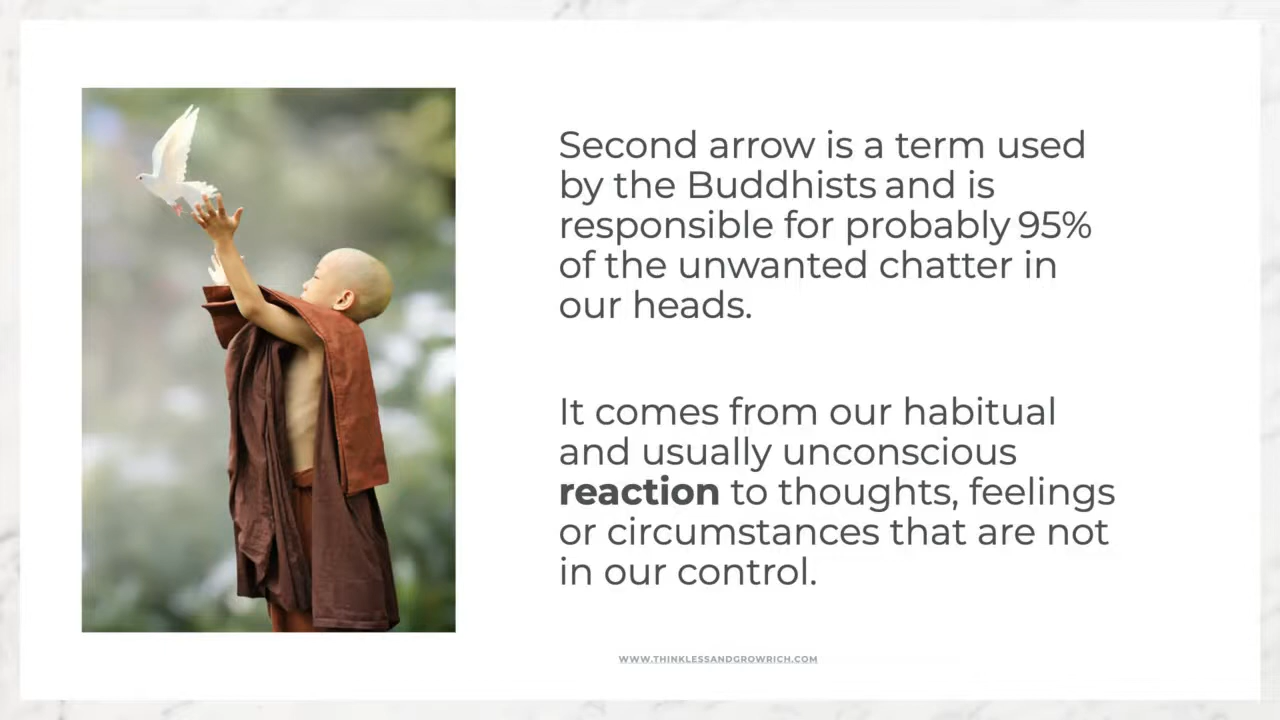 Second arrow is a term used
by the Buddhists and is
responsible for probably 95%
of the unwanted chatter in
our heads.
It comes from our habitual
and usually unconscious
reaction to thoughts, feelings
or circumstances that are not
in our control.
WWW.THINKLESSANDGROWRICH.COM